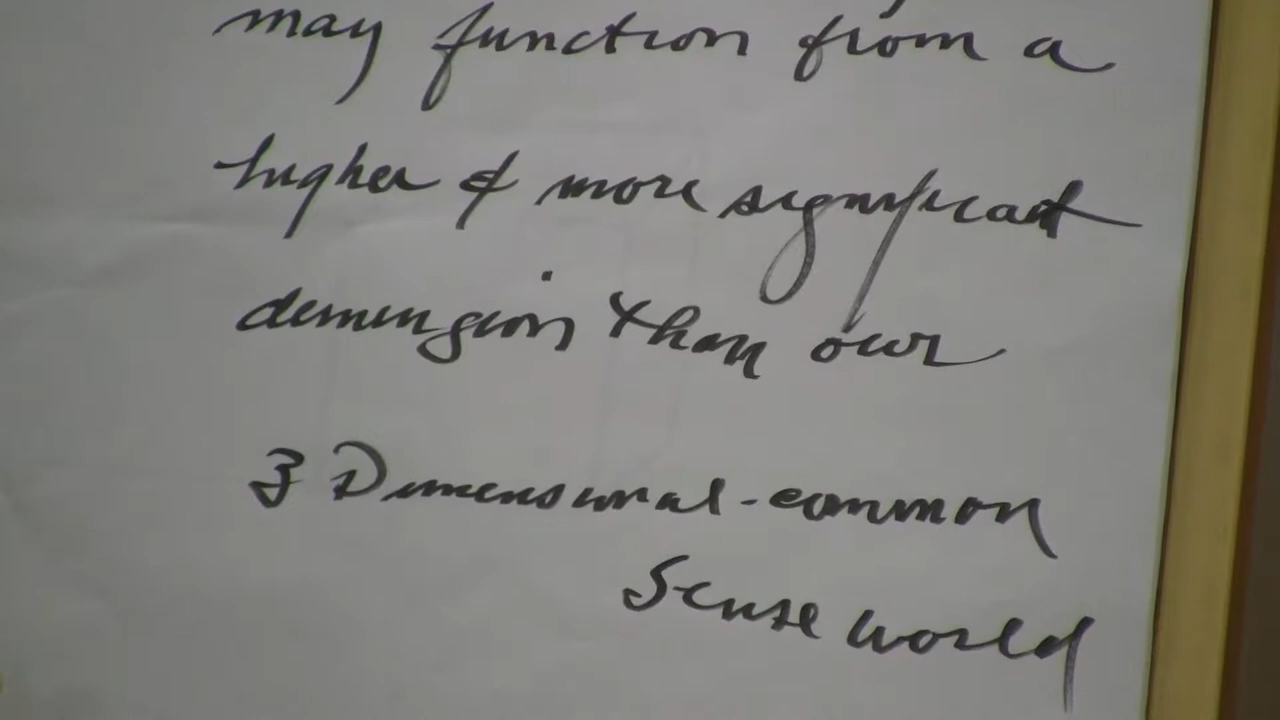 may function from a
higher & more significant
demension than our
3 Dimensional-common
Sense world